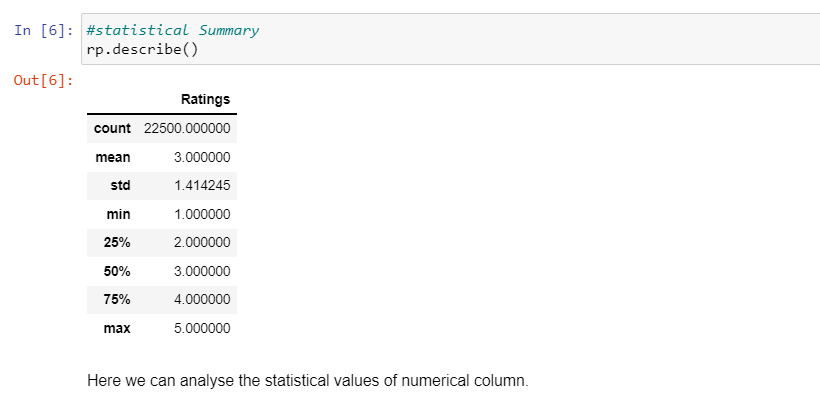 In [6]: #statistical Summary
rp.describe()
Out[6]:
Ratings
count 22500.000000
mean 3.000000
std 1.414245
min 1.000000
25% 2.000000
50% 3.000000
75% 4.000000
max 5.000000
Here we can analyse the statistical values of numerical column.